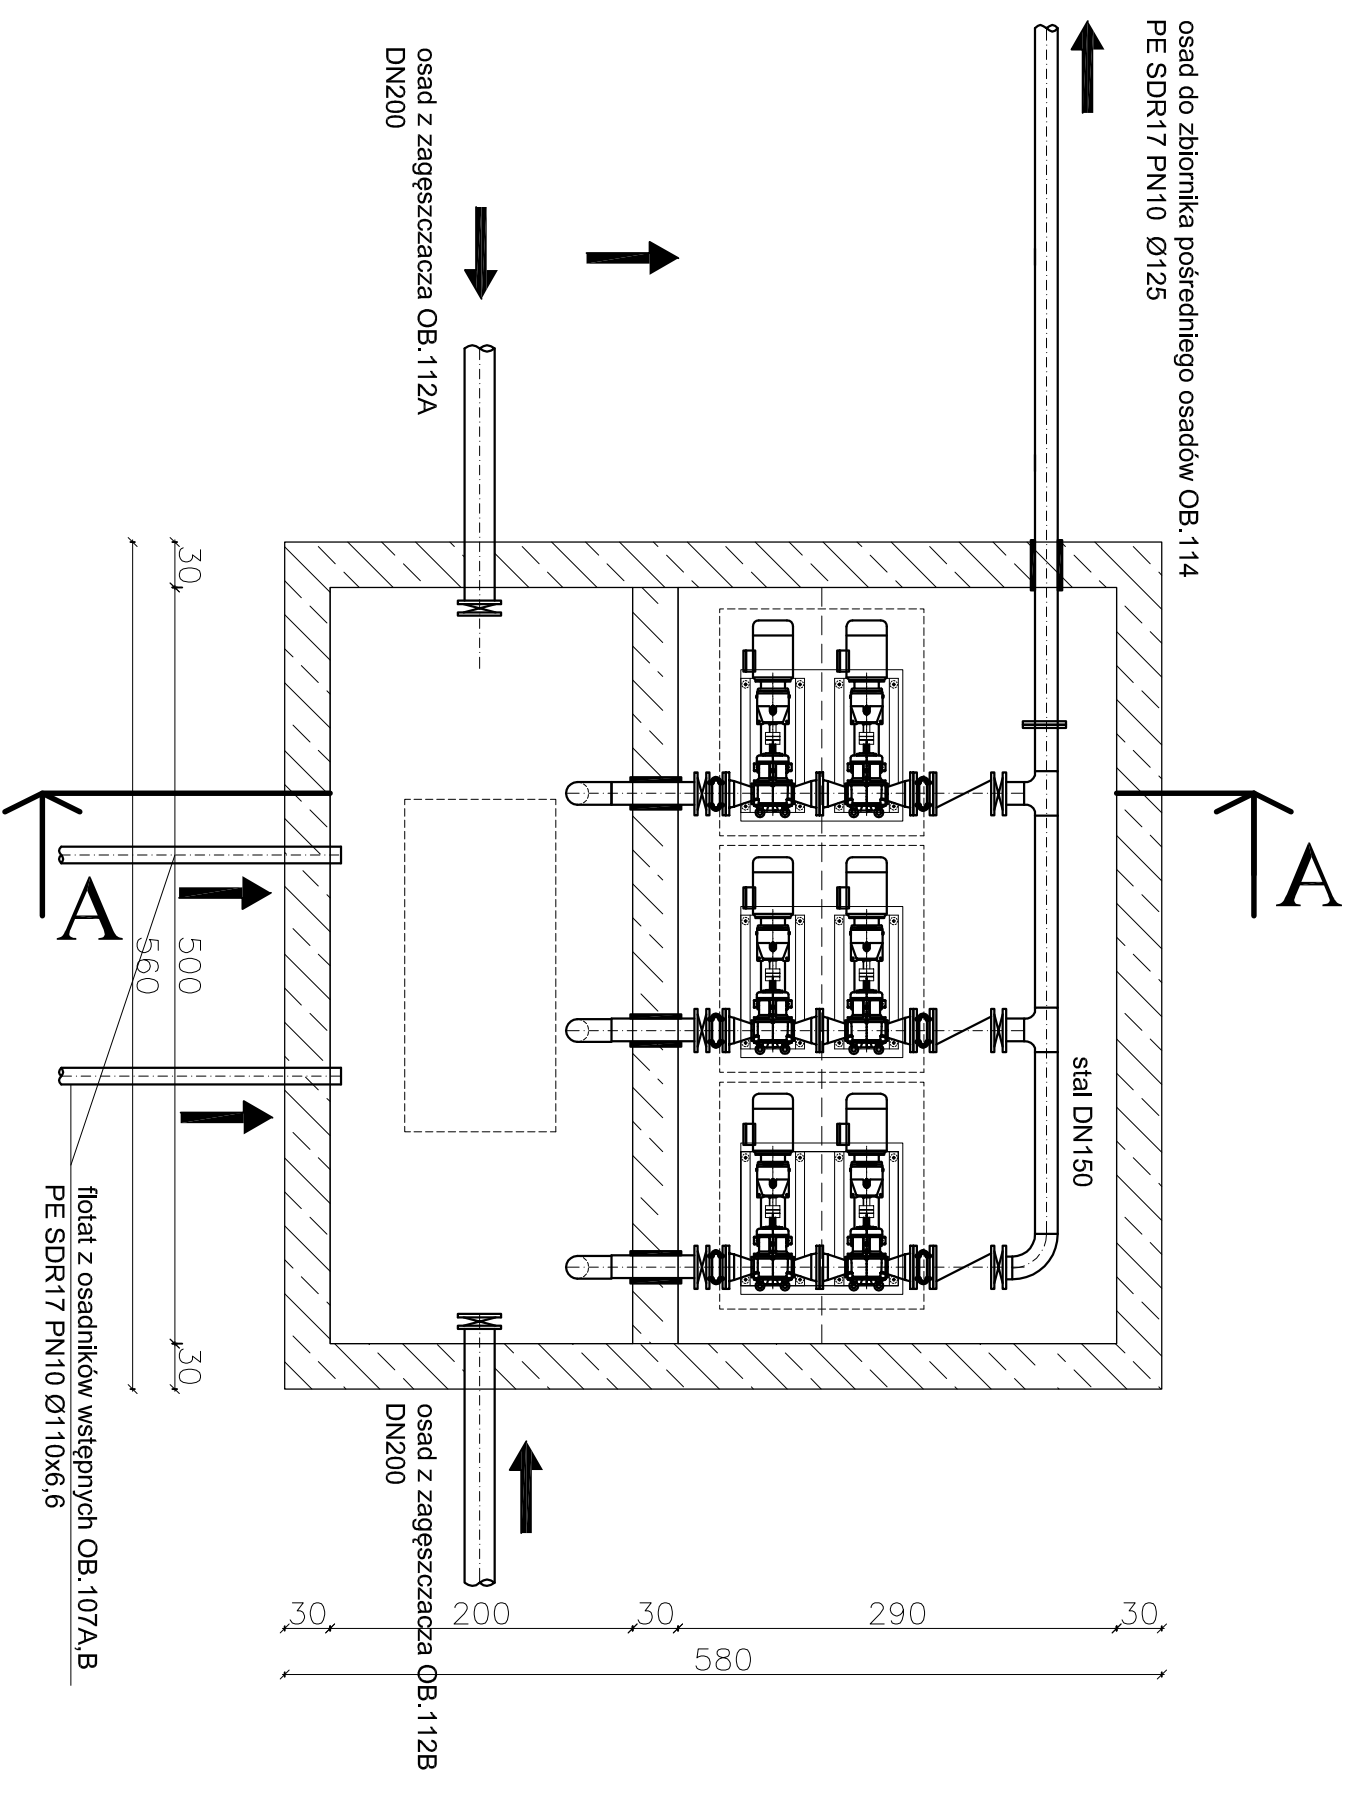 osad do zbiornika pośredniego osadów OB.114
PE SDR17 PN10 Ø125
osad z zagęszczacza OB.112A
DN200
stal DN150
A
A
30
500
30
560
flotat z osadników wstępnych OB.107A,B
PE SDR17 PN10 Ø110x6,6
osad z zagęszczacza OB.112B
DN200
30
200
30
290
30
580